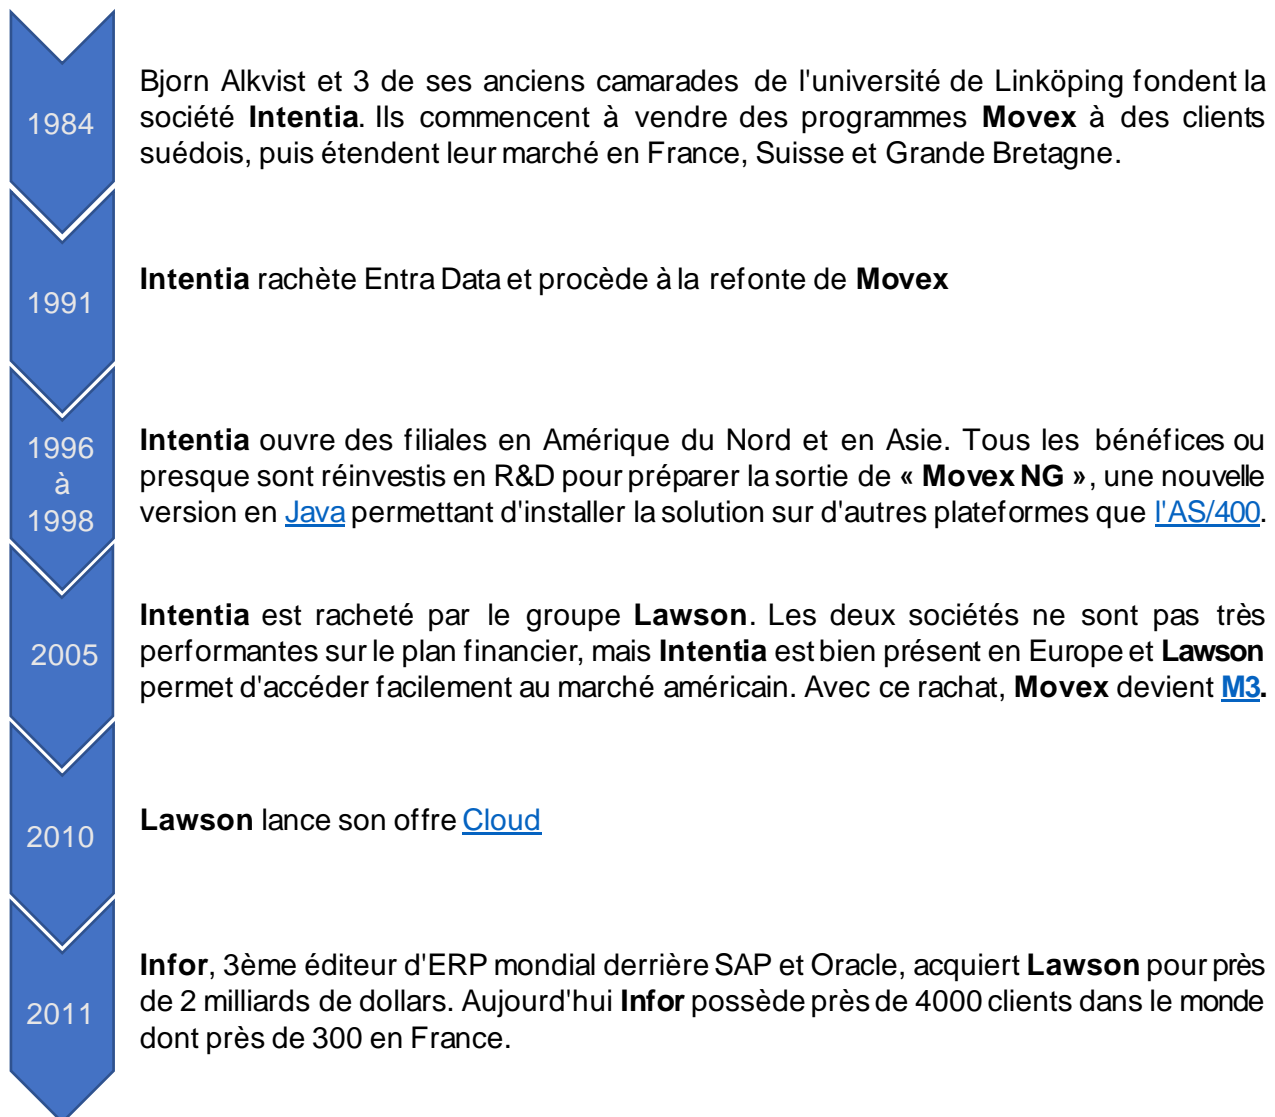 1984
Bjorn Alkvist et 3 de ses anciens camarades de l'université de Linköping fondent la
société Intentia. Ils commencent à vendre des programmes Movex à des clients
suédois, puis étendent leur marché en France, Suisse et Grande Bretagne.
1991
Intentia rachète Entra Data et procède à la refonte de Movex
1996
à
1998
Intentia ouvre des filiales en Amérique du Nord et en Asie. Tous les bénéfices ou
presque sont réinvestis en R&D pour préparer la sortie de « Movex NG », une nouvelle
version en Java permettant d'installer la solution sur d'autres plateformes que l'AS/400.
2005
Intentia est racheté par le groupe Lawson. Les deux sociétés ne sont pas très
performantes sur le plan financier, mais Intentia est bien présent en Europe et Lawson
permet d'accéder facilement au marché américain. Avec ce rachat, Movex devient M3.
2010
Lawson lance son offre Cloud
2011
Infor, 3ème éditeur d'ERP mondial derrière SAP et Oracle, acquiert Lawson pour près
de 2 milliards de dollars. Aujourd'hui Infor possède près de 4000 clients dans le monde
dont près de 300 en France.